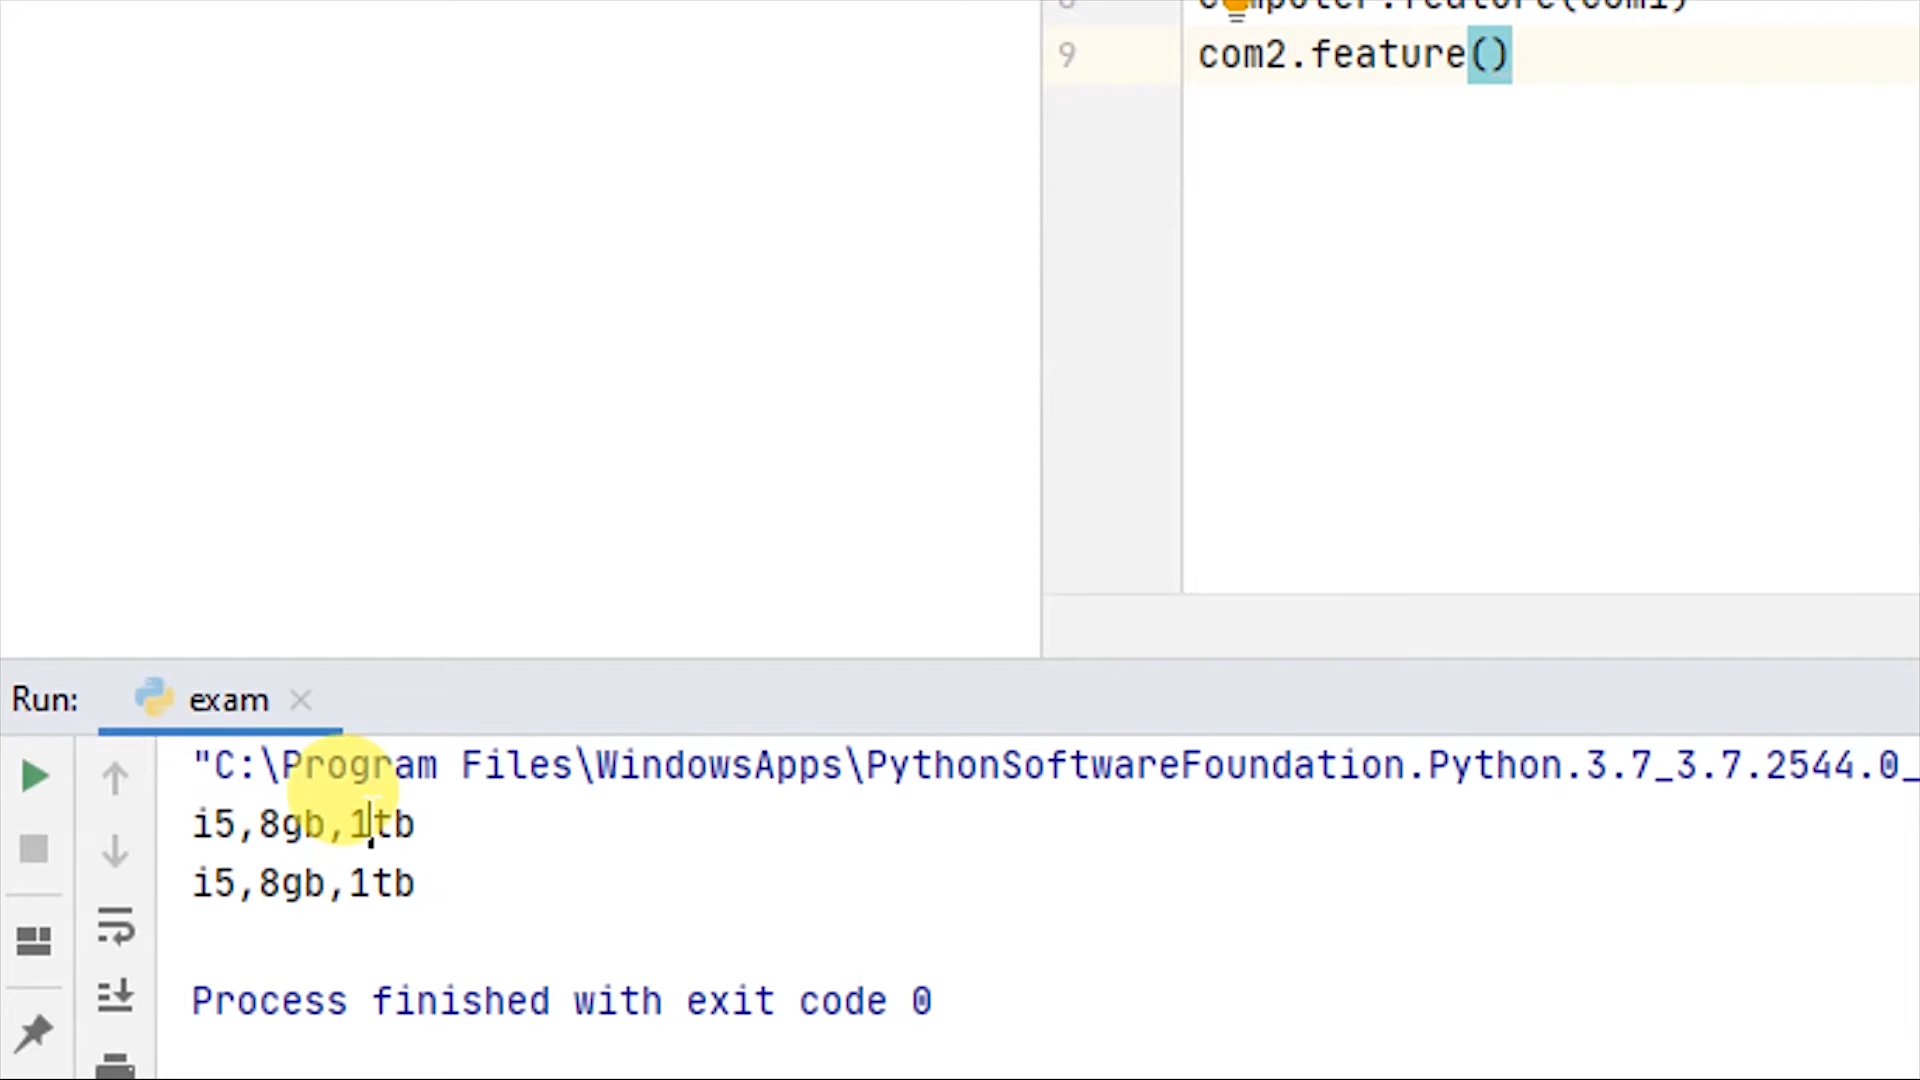 9 com2.feature()
Run: exam
"C:\Program Files\WindowsApps\PythonSoftwareFoundation.Python.3.7_3.7.2544.0_
i5,8gb,1tb
i5,8gb,1tb
Process finished with exit code 0